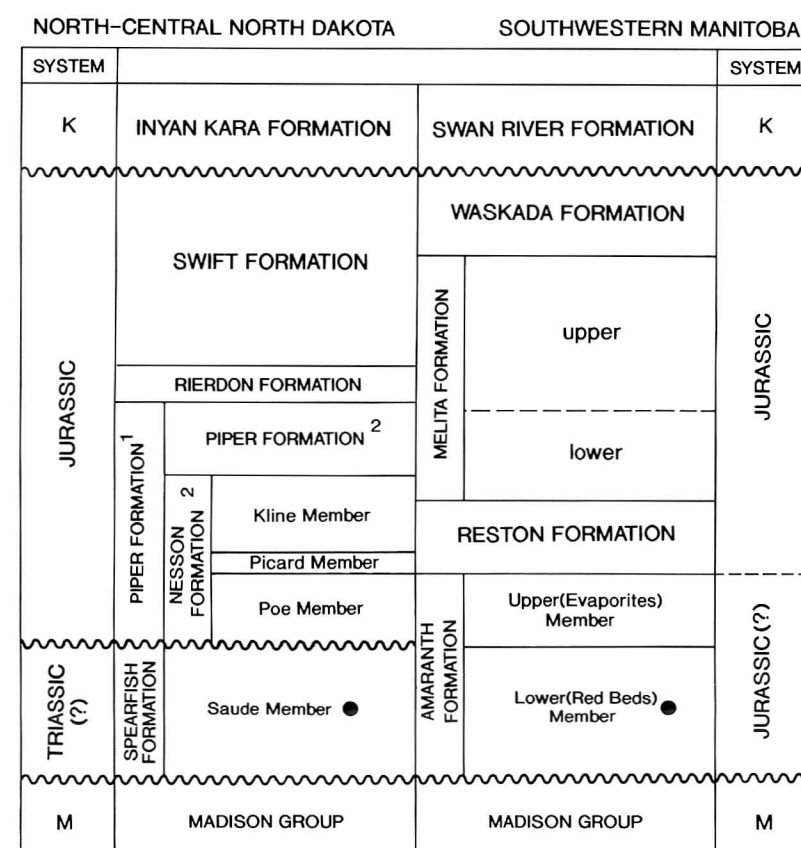 NORTH-CENTRAL NORTH DAKOTA SOUTHWESTERN MANITOBA
SYSTEM SYSTEM
K INYAN KARA FORMATION SWAN RIVER FORMATION K
WASKADA FORMATION
SWIFT FORMATION
MELITA FORMATION
upper
JURASSIC
RIERDON FORMATION
JURASSIC
PIPER FORMATION 2
PIPER FORMATION 1
lower
NESSON
FORMATION 2
Kline Member
RESTON FORMATION
Picard Member
Poe Member
AMARANTH
FORMATION
Upper(Evaporites)
Member
JURASSIC(?)
TRIASSIC
(?)
SPEARFISH
FORMATION
Saude Member
Lower(Red Beds)
Member
M MADISON GROUP MADISON GROUP M